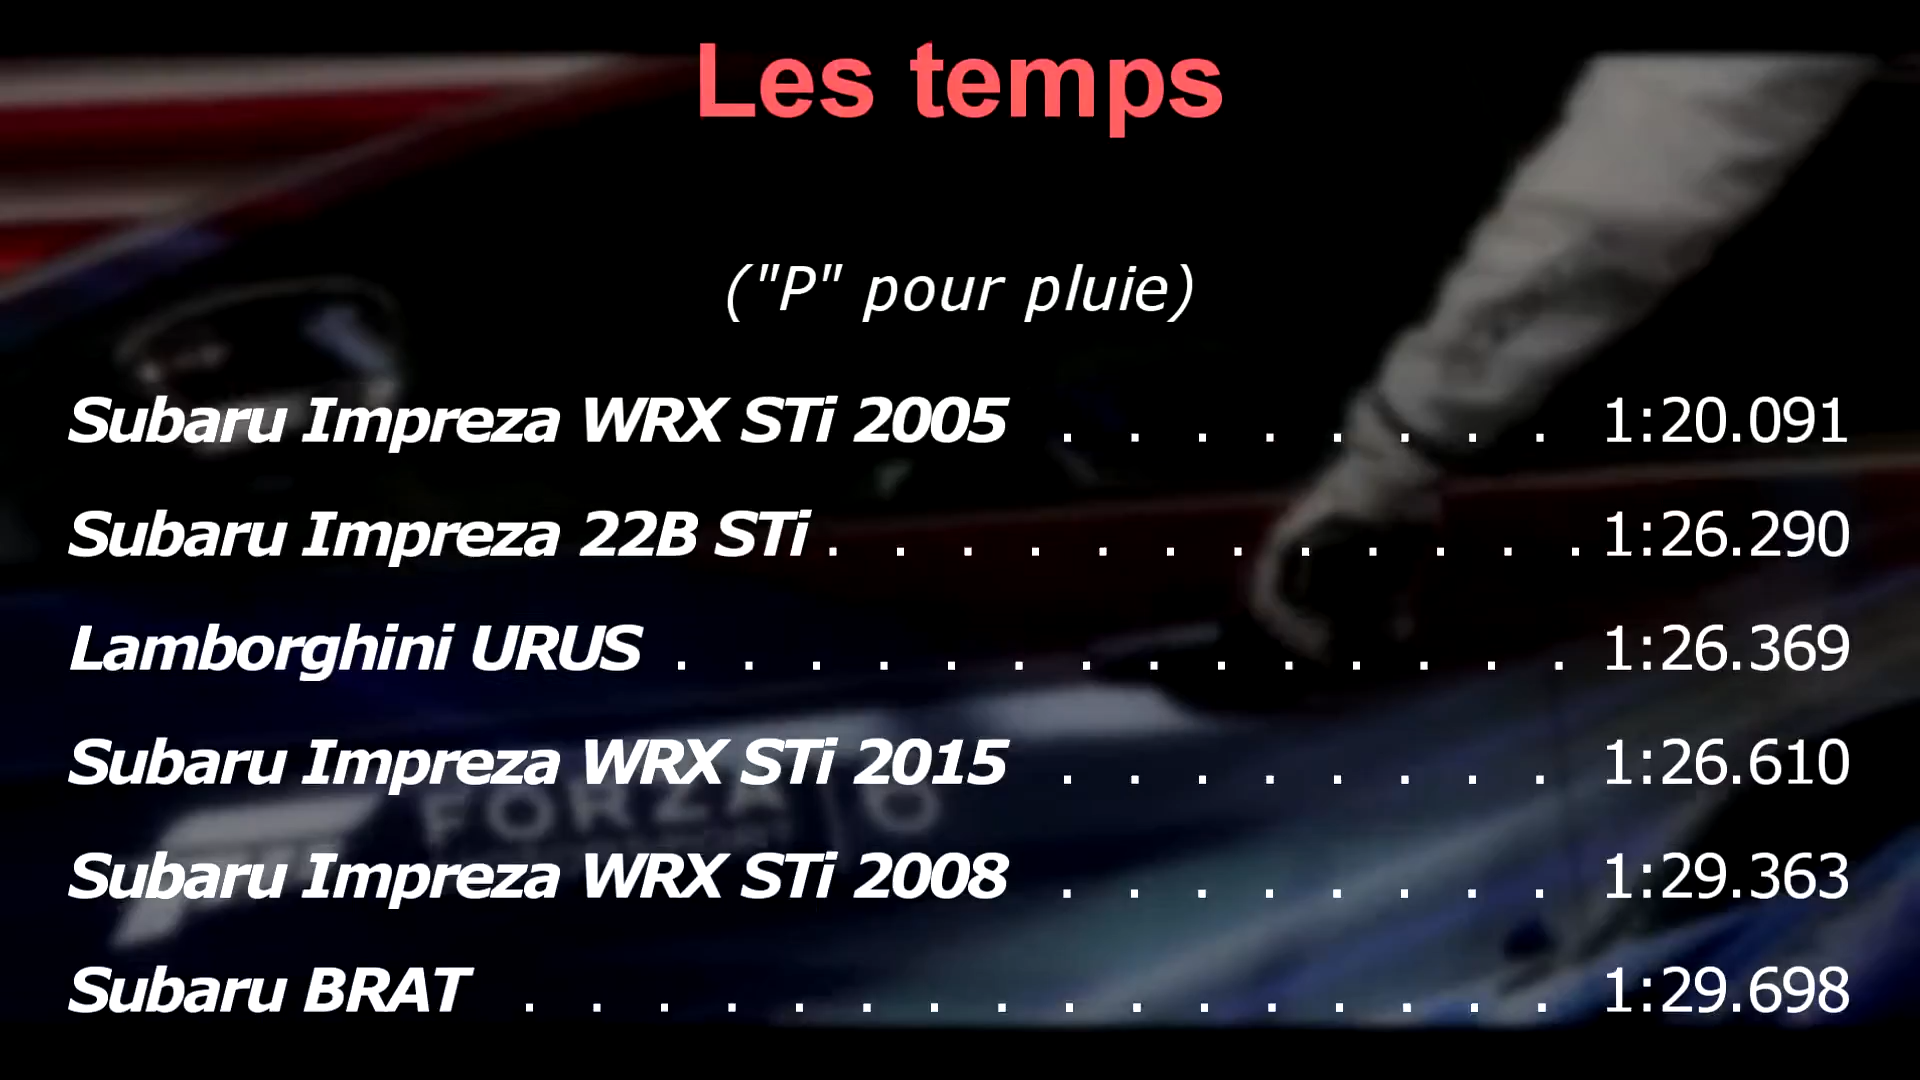 Les temps
("P" pour pluie)
Subaru Impreza WRX STi 2005 . . . . . . . . 1:20.091
Subaru Impreza 22B STi . . . . . . . . . . . . 1:26.290
Lamborghini URUS . . . . . . . . . . . . . . 1:26.369
Subaru Impreza WRX STi 2015 . . . . . . . . 1:26.610
FORZA
6
Subaru Impreza WRX STi 2008 . . . . . . . . 1:29.363
Subaru BRAT . . . . . . . . . . . . . . . . 1:29.698